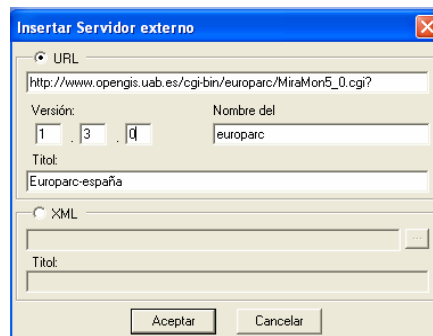 Insertar Servidor externo
URL
http://www.opengis.uab.es/cgi-bin/europarc/MiraMon5_0.cgi?
Versión: Nombre del
1 . 3 . 0 europarc
Titol:
Europarc-españa
XML
...
Titol:
Aceptar Cancelar